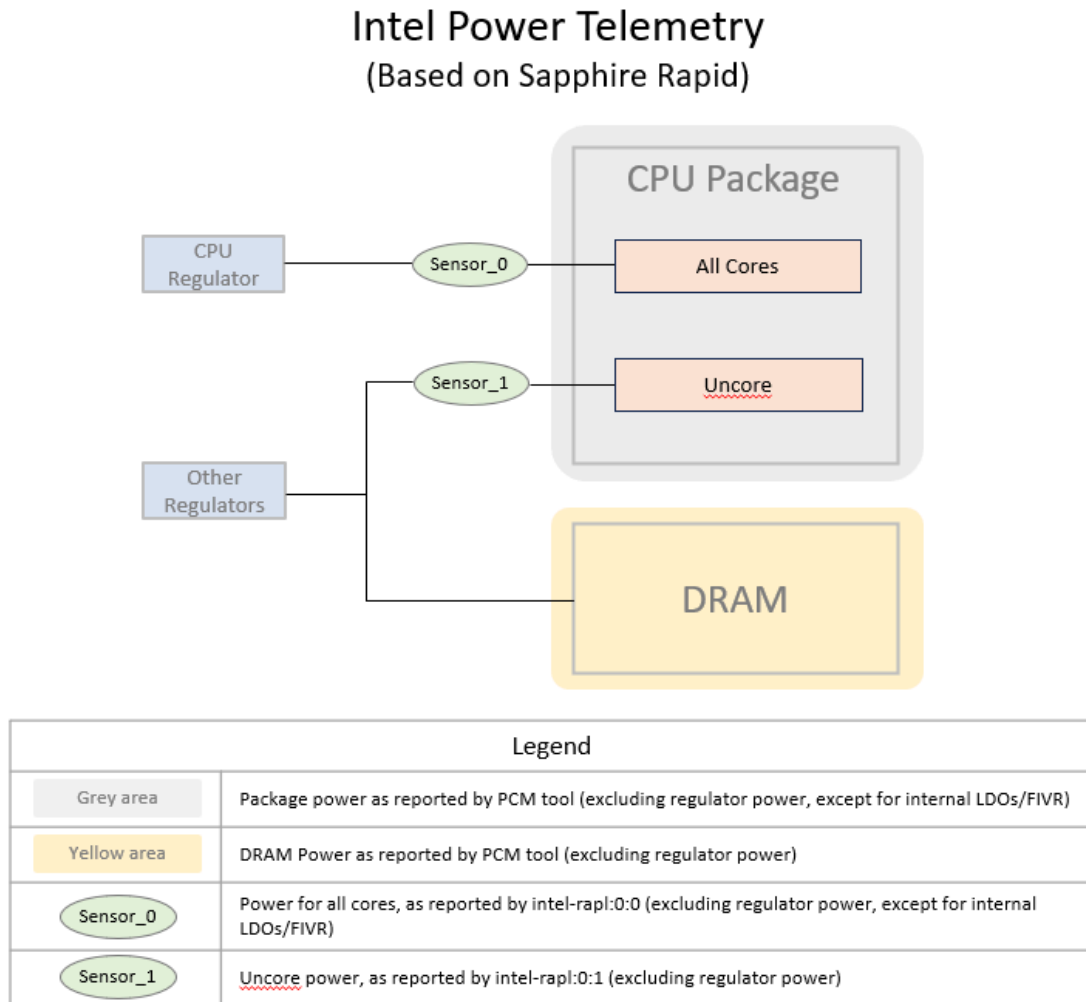 Intel Power Telemetry
(Based on Sapphire Rapid)
CPU Package
CPU
Regulator
Sensor_0
All Cores
Sensor_1
Uncore
Other
Regulators
DRAM
Legend
Grey area
Package power as reported by PCM tool (excluding regulator power, except for internal LDOs/FIVR)
Yellow area
DRAM Power as reported by PCM tool (excluding regulator power)
Sensor_0
Power for all cores, as reported by intel-rapl:0:0 (excluding regulator power, except for internal
LDOs/FIVR)
Sensor_1
Uncore power, as reported by intel-rapl:0:1 (excluding regulator power)